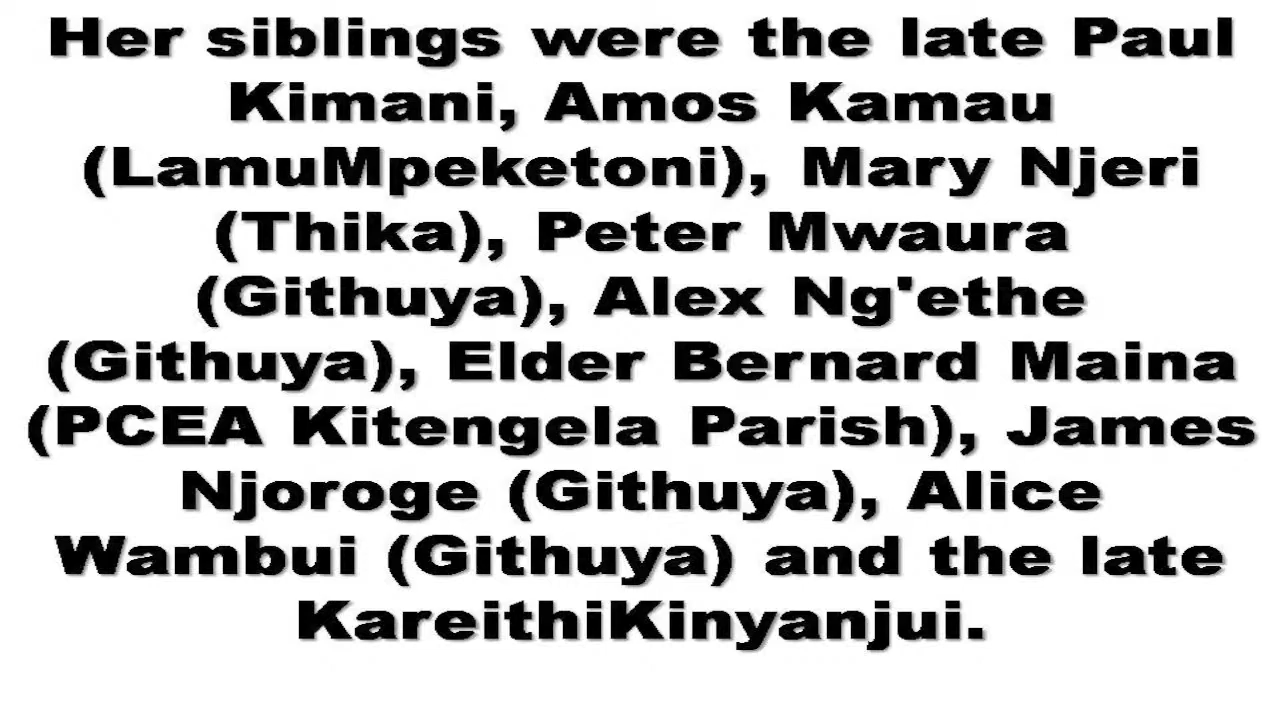 Her siblings were the late Paul
Kimani, Amos Kamau
(LamuMpeketoni), Mary Njeri
(Thika), Peter Mwaura
(Githuya), Alex Ng'ethe
(Githuya), Elder Bernard Maina
(PCEA Kitengela Parish), James
Njoroge (Githuya), Alice
Wambui (Githuya) and the late
KareithiKinyanjui.